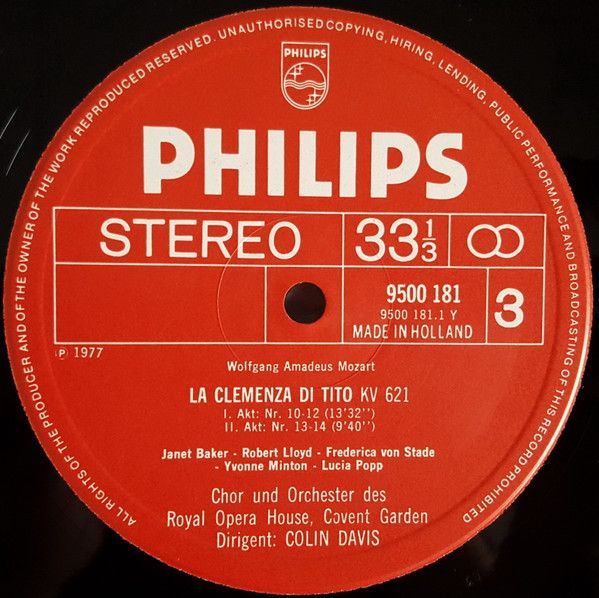 ALL RIGHTS OF THE PRODUCER AND OF THE OWNER OF THE WORK REPRODUCED RESERVED. UNAUTHORISED COPYING, HIRING, LENDING, PUBLIC PERFORMANCE AND BROADCASTING OF THIS RECORD PROHIBITED
PHILIPS
PHILIPS
STEREO 33 1/3
9500 181
9500 181.1 Y
MADE IN HOLLAND
3
℗ 1977
Wolfgang Amadeus Mozart
LA CLEMENZA DI TITO KV 621
I. Akt: Nr. 10-12 (13'32'')
II. Akt: Nr. 13-14 (9'40'')
Janet Baker - Robert Lloyd - Frederica von Stade
- Yvonne Minton - Lucia Popp
Chor und Orchester des
Royal Opera House, Covent Garden
Dirigent: COLIN DAVIS